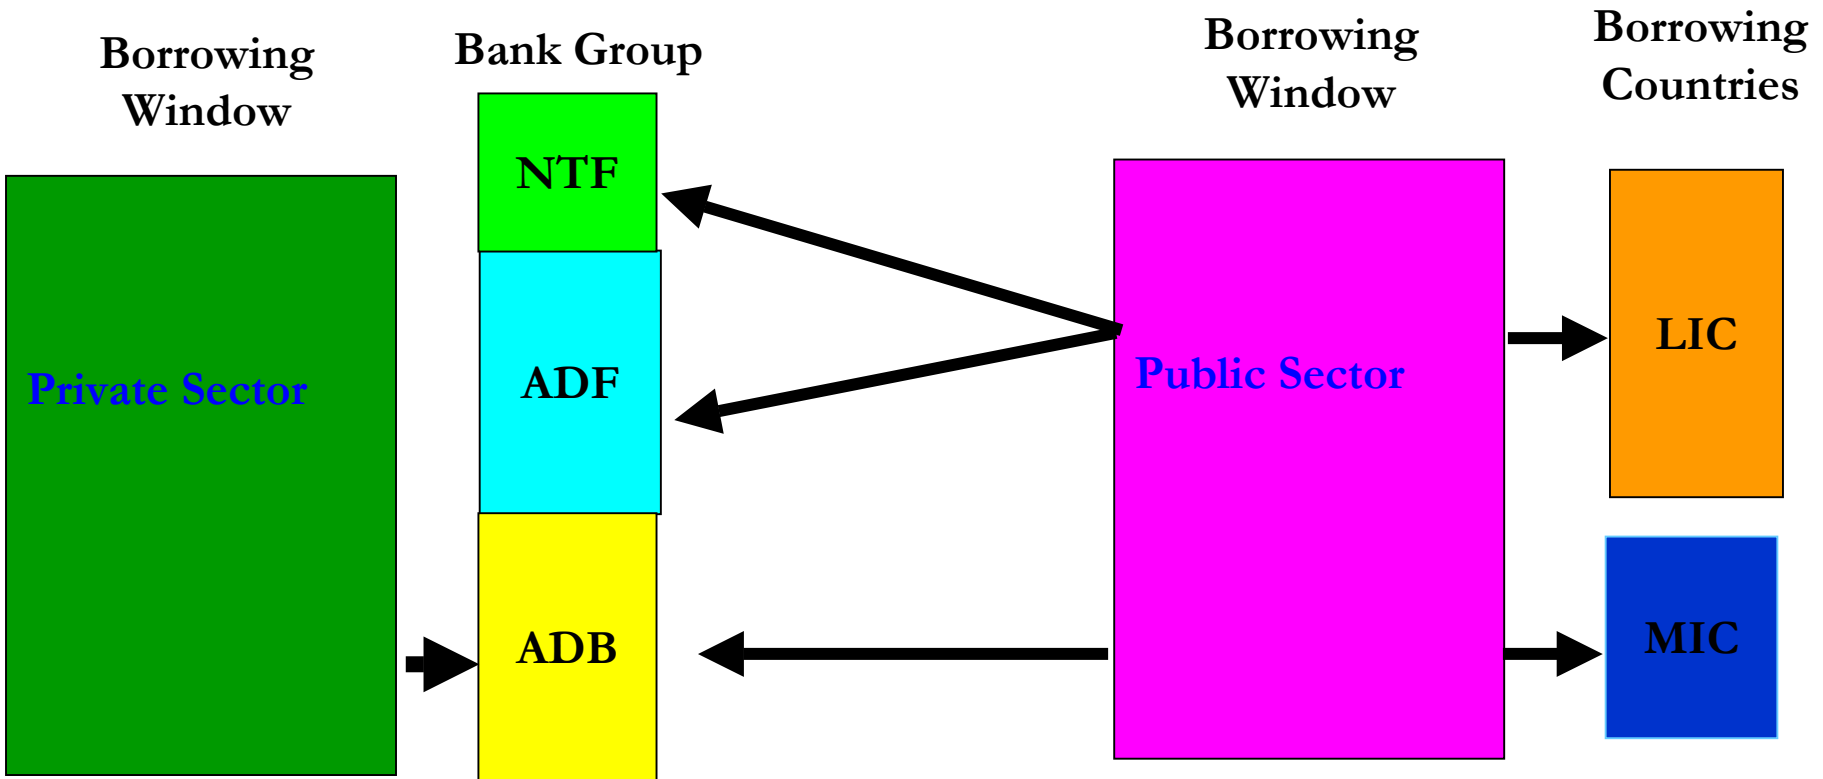 Borrowing
Window
Bank Group
Borrowing
Window
Borrowing
Countries
NTF
ADF
ADB
Private Sector
Public Sector
LIC
MIC